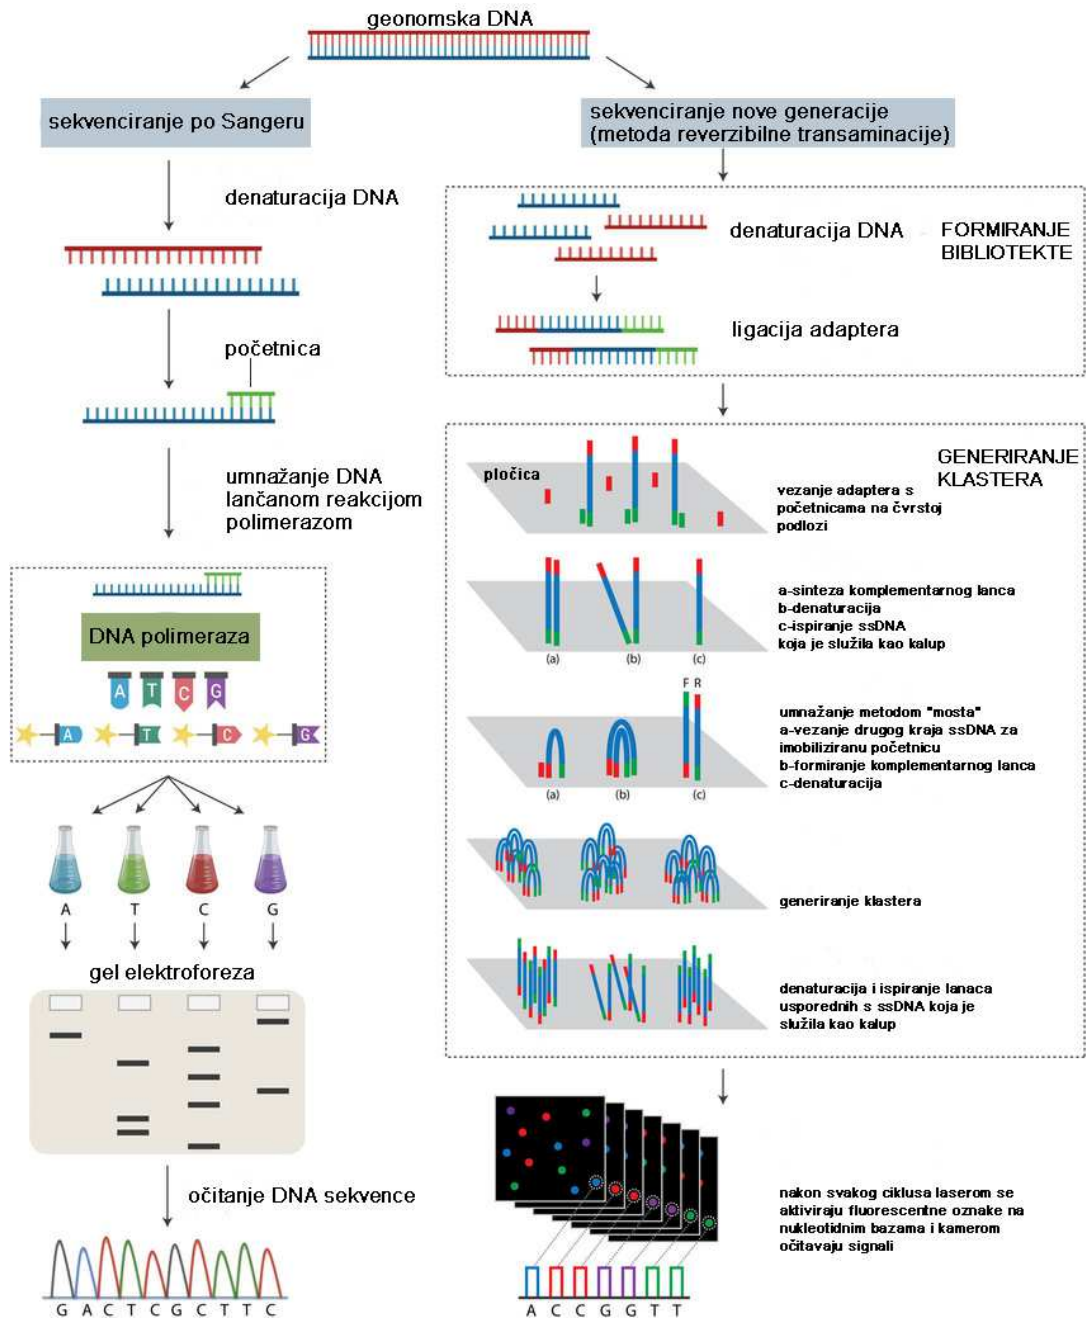 geonomska DNA
sekvenciranje po Sangeru
denaturacija DNA
početnica
umnažanje DNA
lančanom reakcijom
polimerazom
DNA polimeraza
A T C G
A T C G
A T C G
gel elektroforeza
očitanje DNA sekvence
G A C T C G C T T C
sekvenciranje nove generacije
(metoda reverzibilne transaminacije)
denaturacija DNA
FORMIRANJE
BIBLIOTEKTE
ligacija adaptera
GENERIRANJE
KLASTERA
pločica
vezanje adaptera s
početnicama na čvrstoj
podlozi
a-sinteza komplementarnog lanca
b-denaturacija
c-ispiranje ssDNA
koja je služila kao kalup
(a) (b) (c)
F R
umnažanje metodom "mosta"
a-vezanje drugog kraja ssDNA za
imobiliziranu početnicu
b-formiranje komplementarnog lanca
c-denaturacija
(a) (b) (c)
generiranje klastera
denaturacija i ispiranje lanaca
usporednih s ssDNA koja je
služila kao kalup
nakon svakog ciklusa laserom se
aktiviraju fluorescentne oznake na
nukleotidnim bazama i kamerom
očitavaju signali
A C C G G T T